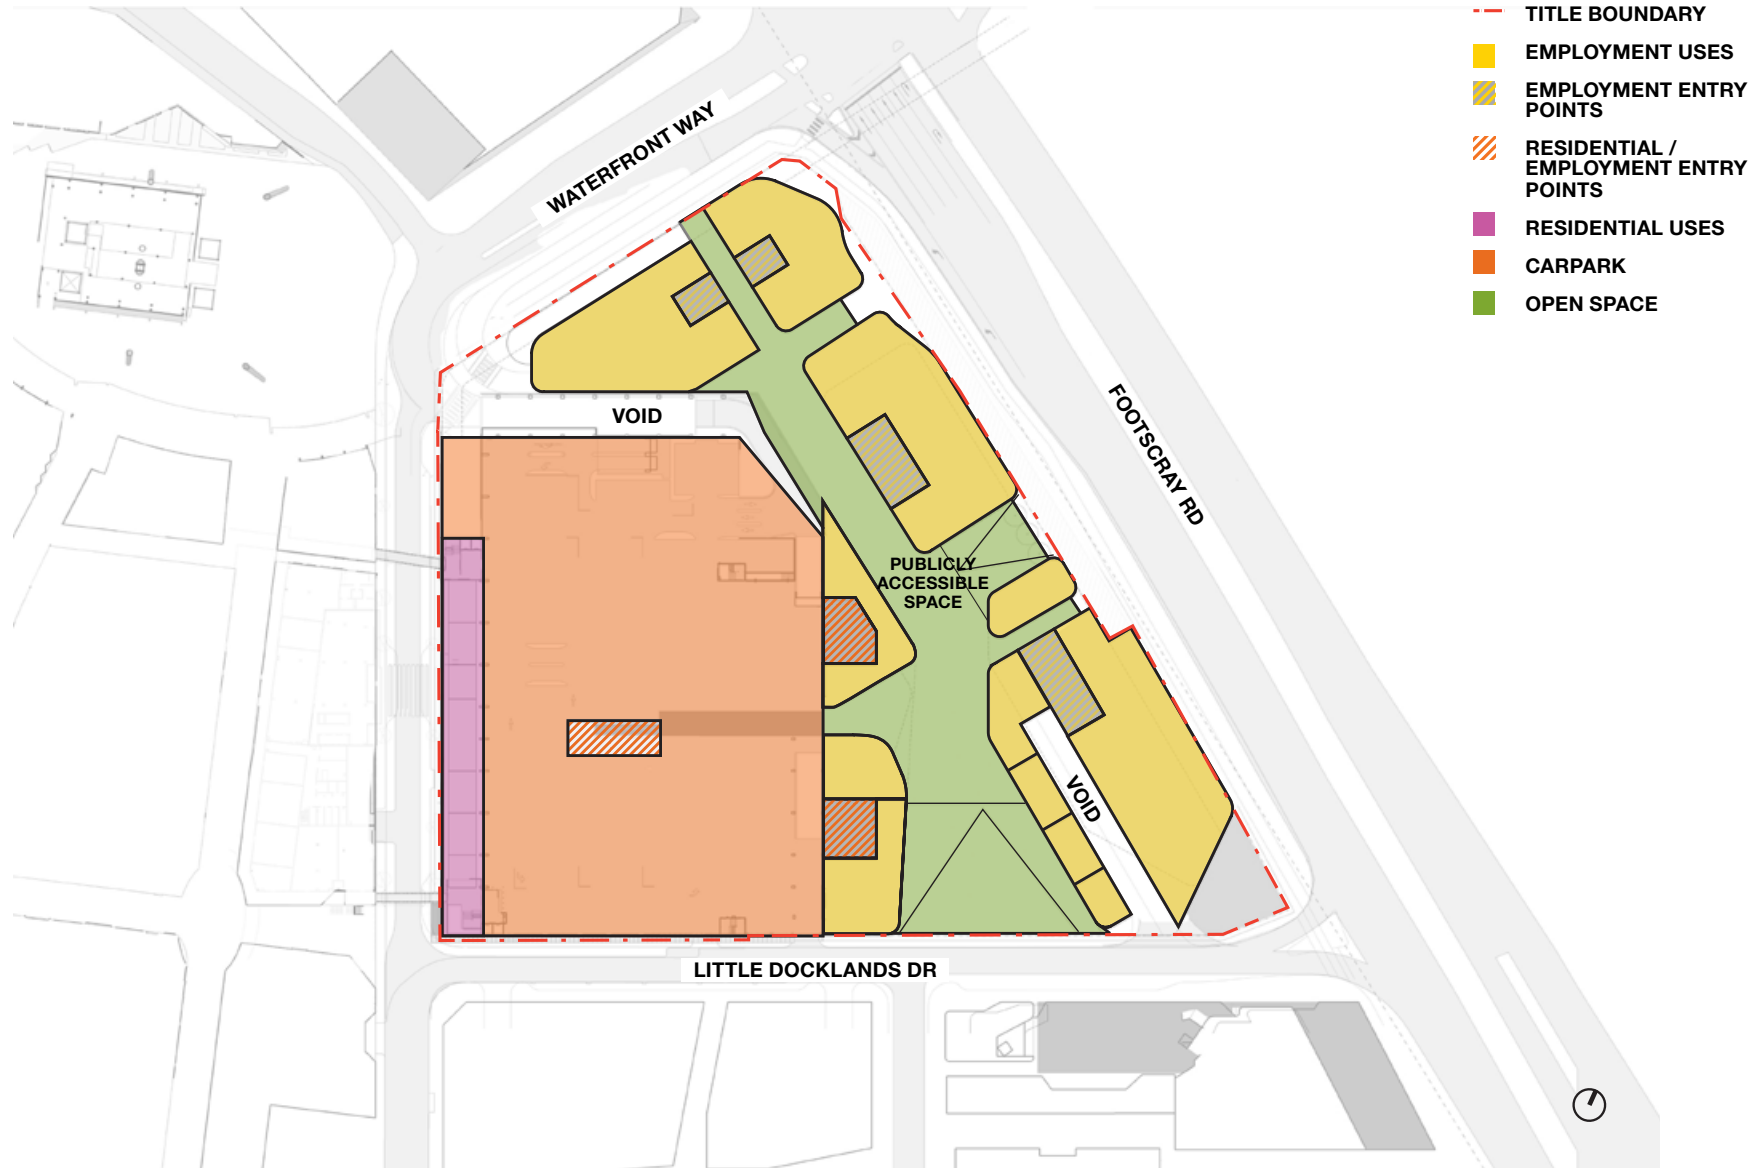 TITLE BOUNDARY
EMPLOYMENT USES
EMPLOYMENT ENTRY
POINTS
RESIDENTIAL /
EMPLOYMENT ENTRY
POINTS
RESIDENTIAL USES
CARPARK
OPEN SPACE
WATERFRONT WAY
FOOTSCRAY RD
VOID
PUBLICLY
ACCESSIBLE
SPACE
VOID
LITTLE DOCKLANDS DR